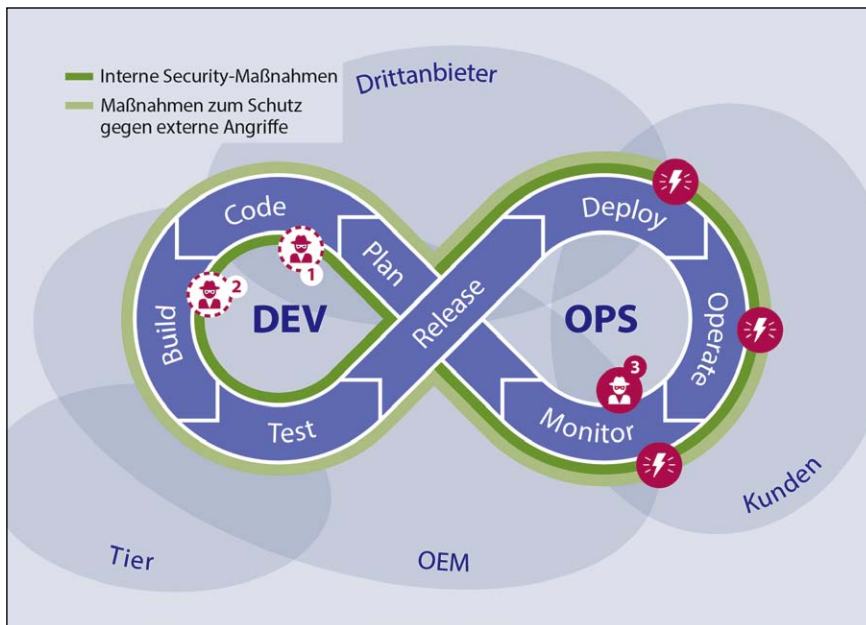 Drittanbieter
Interne Security-Maßnahmen
Maßnahmen zum Schutz
gegen externe Angriffe
Code
Plan
Build
Test
Release
Deploy
Operate
Monitor
1
2
3
DEV
OPS
Kunden
Tier
OEM